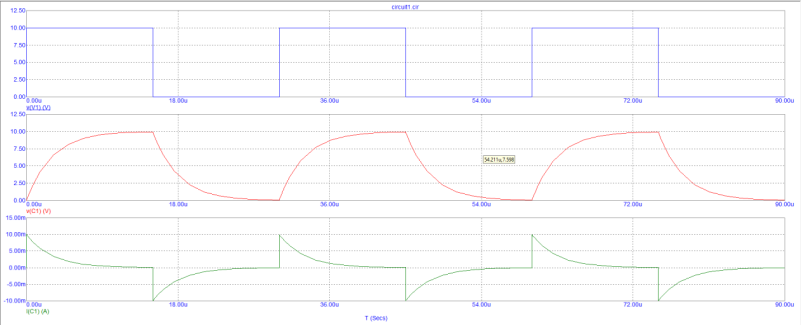 circuit1.cir
12.50
10.00
7.50
5.00
2.50
0.00
0.00u 18.00u 36.00u 54.00u 72.00u 90.00u
v(V1) (V)
12.50
10.00
7.50
5.00
2.50
0.00
54.211u,7.398
0.00u 18.00u 36.00u 54.00u 72.00u 90.00u
v(C1) (V)
15.00m
10.00m
5.00m
0.00m
-5.00m
-10.00m
0.00u 18.00u 36.00u 54.00u 72.00u 90.00u
I(C1) (A)
T (Secs)